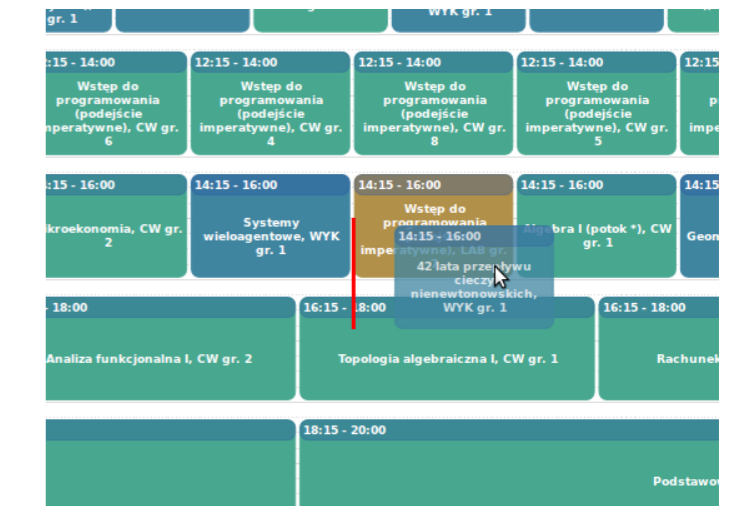 gr. 1
WYK gr. 1
:15 - 14:00
Wstęp do
programowania
(podejście
imperatywne), CW gr.
6
12:15 - 14:00
Wstęp do
programowania
(podejście
imperatywne), CW gr.
4
12:15 - 14:00
Wstęp do
programowania
(podejście
imperatywne), CW gr.
8
12:15 - 14:00
Wstęp do
programowania
(podejście
imperatywne), CW gr.
5
12:15
:15 - 16:00
ikroekonomia, CW gr.
2
14:15 - 16:00
Systemy
wieloagentowe, WYK
gr. 1
14:15 - 16:00
Wstęp do
programowania
imperatywne), LAB gr.
14:15 - 16:00
42 lata przepływu
cieczy
nienewtonowskich,
WYK gr. 1
14:15 - 16:00
Algebra I (potok *), CW
gr. 1
14:15
Geon
- 18:00
Analiza funkcjonalna I, CW gr. 2
16:15 - 18:00
Topologia algebraiczna I, CW gr. 1
16:15 - 18:00
Rachunek
18:15 - 20:00
Podstawo